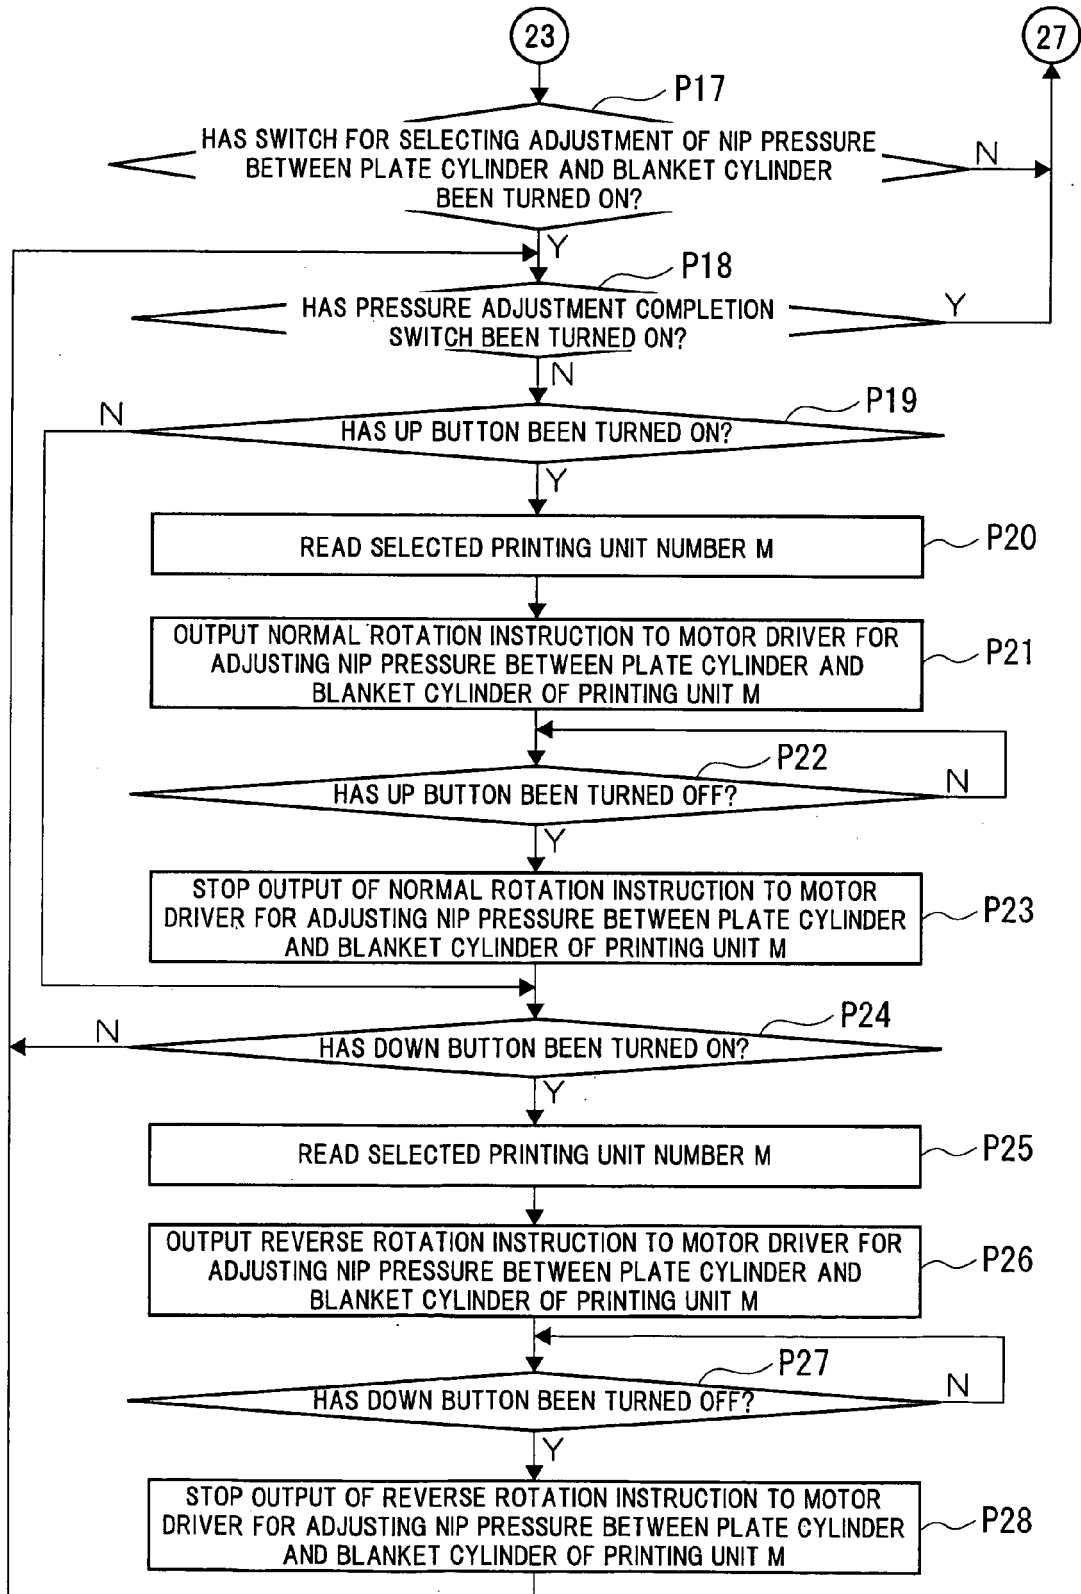 23
27
P17
HAS SWITCH FOR SELECTING ADJUSTMENT OF NIP PRESSURE
BETWEEN PLATE CYLINDER AND BLANKET CYLINDER
BEEN TURNED ON?
N
Y
P18
HAS PRESSURE ADJUSTMENT COMPLETION
SWITCH BEEN TURNED ON?
Y
N
P19
N
HAS UP BUTTON BEEN TURNED ON?
Y
READ SELECTED PRINTING UNIT NUMBER M
P20
OUTPUT NORMAL ROTATION INSTRUCTION TO MOTOR DRIVER FOR
ADJUSTING NIP PRESSURE BETWEEN PLATE CYLINDER AND
BLANKET CYLINDER OF PRINTING UNIT M
P21
P22
HAS UP BUTTON BEEN TURNED OFF?
N
Y
STOP OUTPUT OF NORMAL ROTATION INSTRUCTION TO MOTOR
DRIVER FOR ADJUSTING NIP PRESSURE BETWEEN PLATE CYLINDER
AND BLANKET CYLINDER OF PRINTING UNIT M
P23
P24
N
HAS DOWN BUTTON BEEN TURNED ON?
Y
READ SELECTED PRINTING UNIT NUMBER M
P25
OUTPUT REVERSE ROTATION INSTRUCTION TO MOTOR DRIVER FOR
ADJUSTING NIP PRESSURE BETWEEN PLATE CYLINDER AND
BLANKET CYLINDER OF PRINTING UNIT M
P26
P27
HAS DOWN BUTTON BEEN TURNED OFF?
N
Y
STOP OUTPUT OF REVERSE ROTATION INSTRUCTION TO MOTOR
DRIVER FOR ADJUSTING NIP PRESSURE BETWEEN PLATE CYLINDER
AND BLANKET CYLINDER OF PRINTING UNIT M
P28